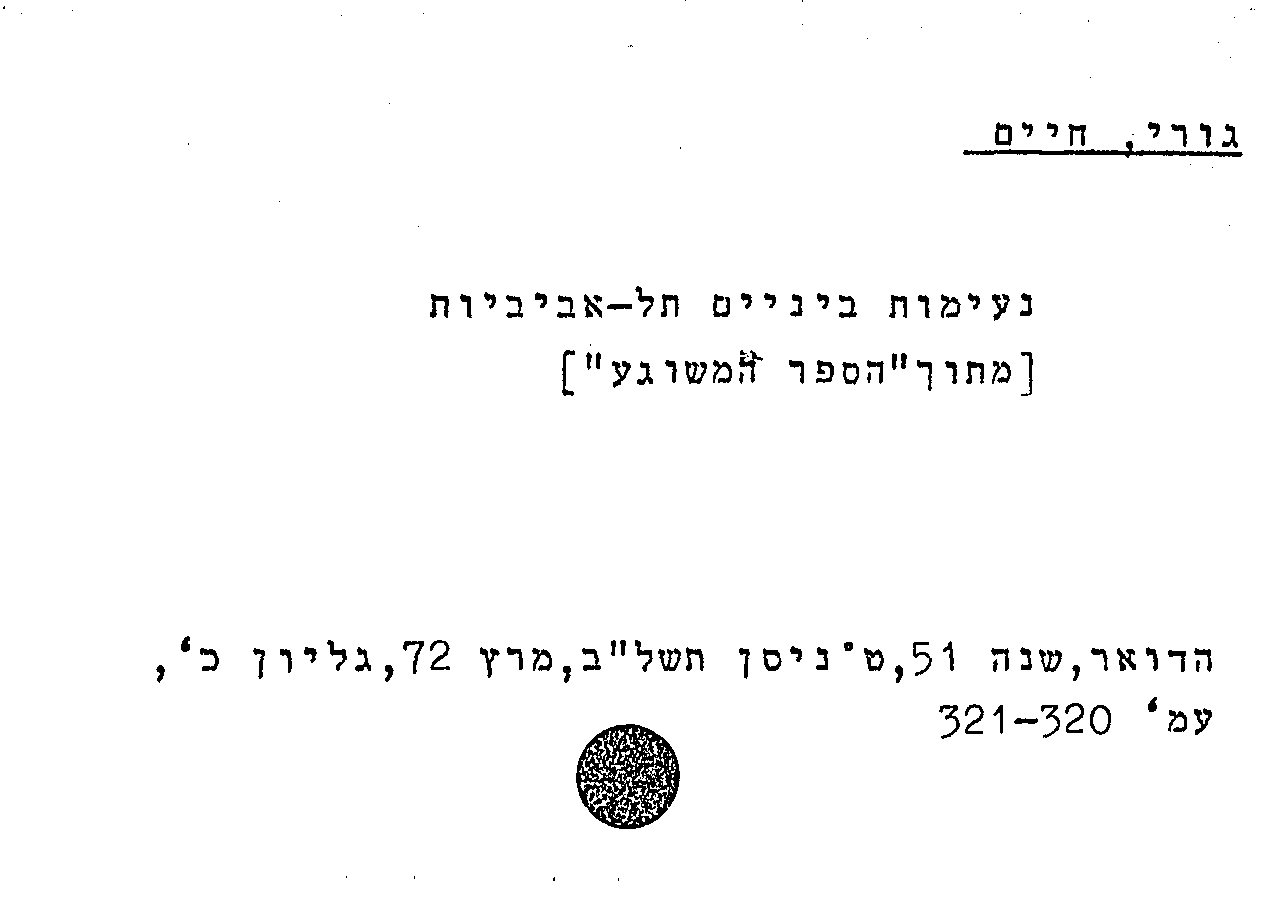 גורי, חיים
נעימות ביניים תל-אביביות
[מתוך"הספר המשוגע"]
הדואר,שנה 51,ט'ניסן תשל"ב,מרץ 72,גליון כ',
עמ' 321-320